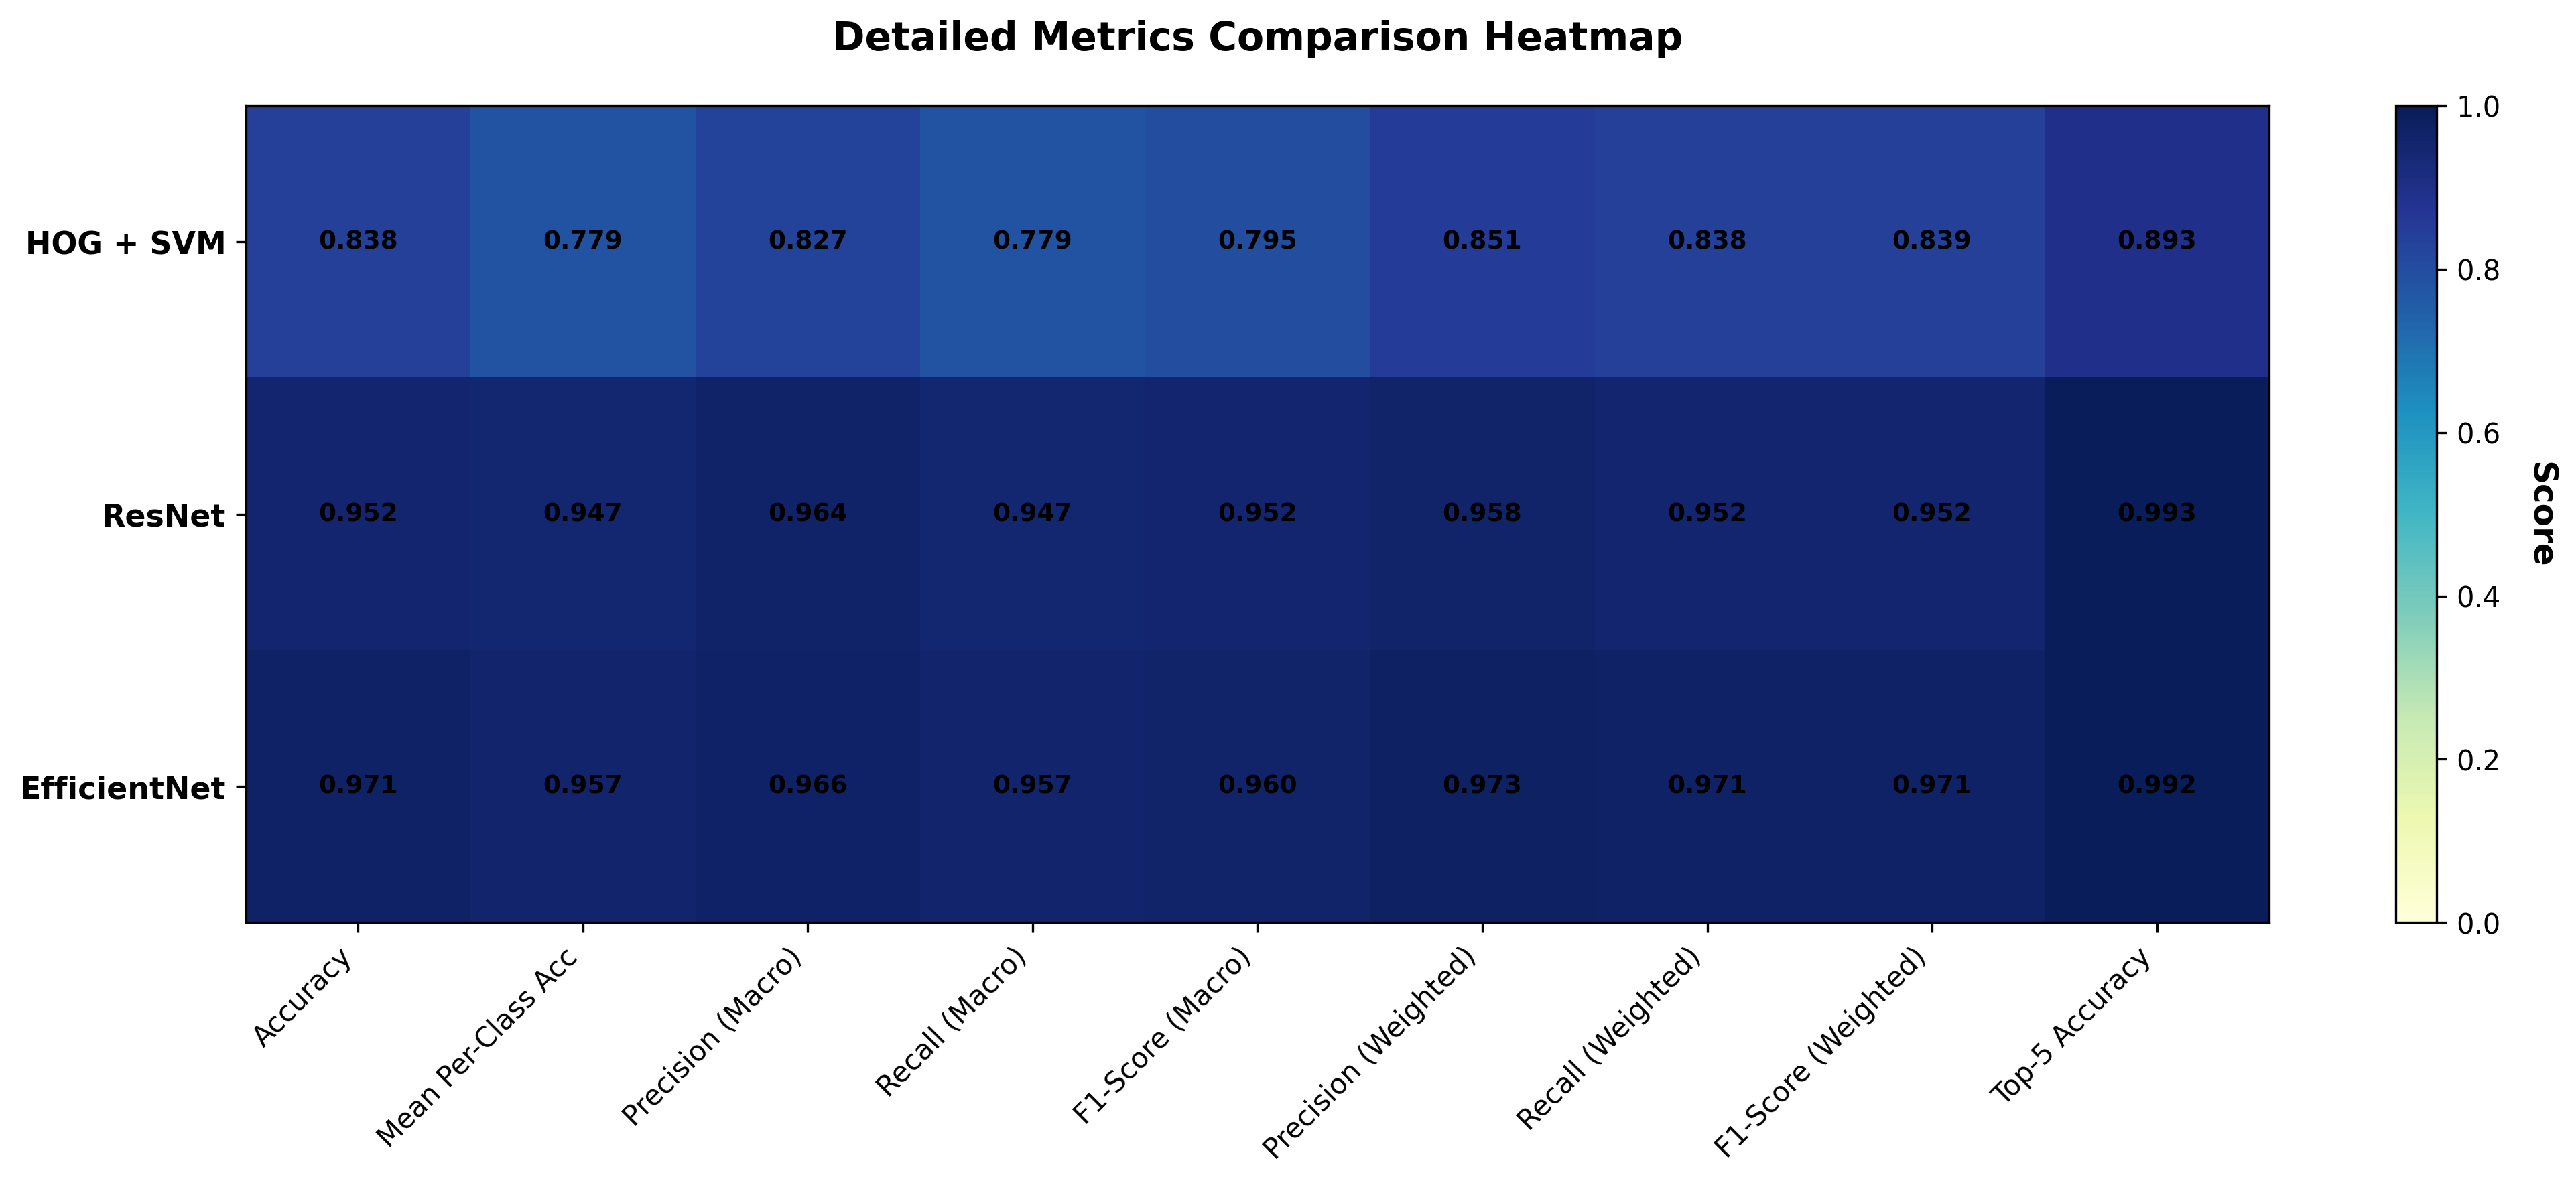 Detailed Metrics Comparison Heatmap
HOG + SVM 0.838 0.779 0.827 0.779 0.795 0.851 0.838 0.839 0.893
ResNet 0.952 0.947 0.964 0.947 0.952 0.958 0.952 0.952 0.993
EfficientNet 0.971 0.957 0.966 0.957 0.960 0.973 0.971 0.971 0.992
Accuracy
Mean Per-Class Acc
Precision (Macro)
Recall (Macro)
F1-Score (Macro)
Precision (Weighted)
Recall (Weighted)
F1-Score (Weighted)
Top-5 Accuracy
1.0
0.8
0.6
0.4
0.2
0.0
Score